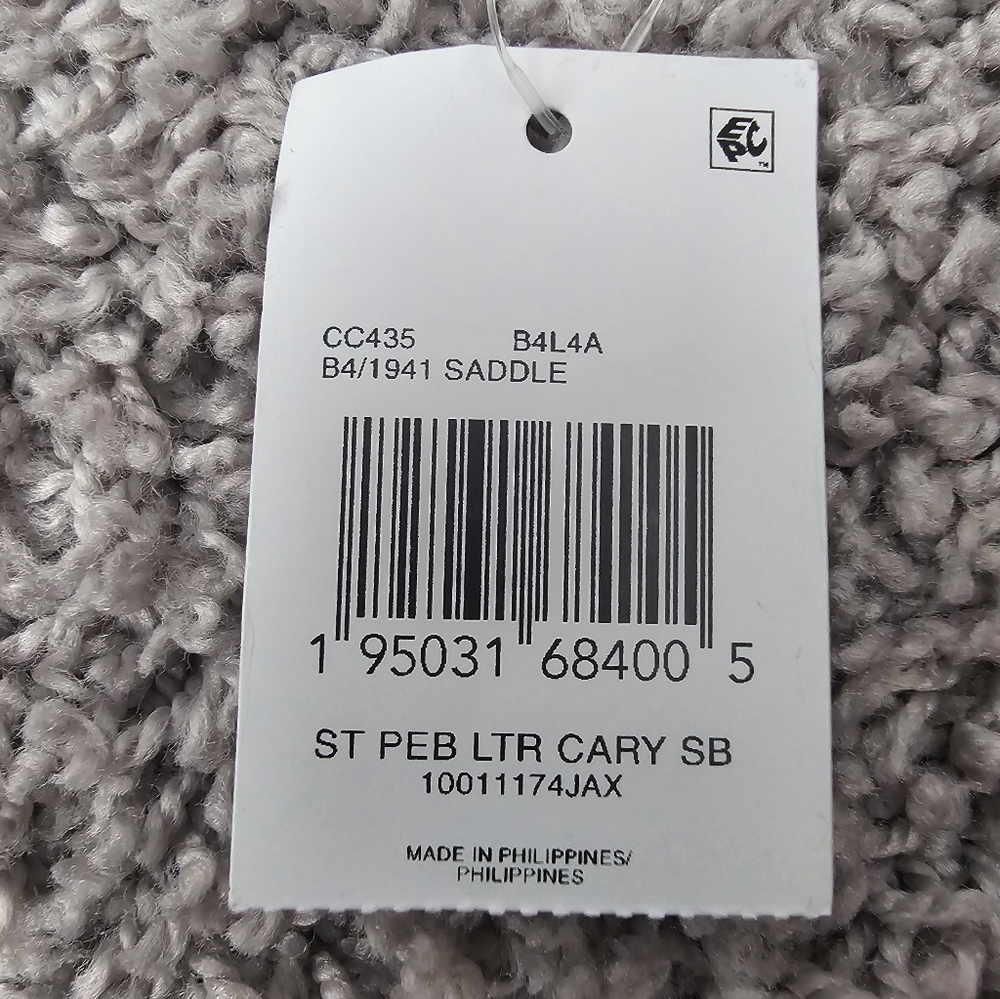 EPC™
CC435 B4L4A
B4/1941 SADDLE
1 95031 68400 5
ST PEB LTR CARY SB
10011174JAX
MADE IN PHILIPPINES/
PHILIPPINES